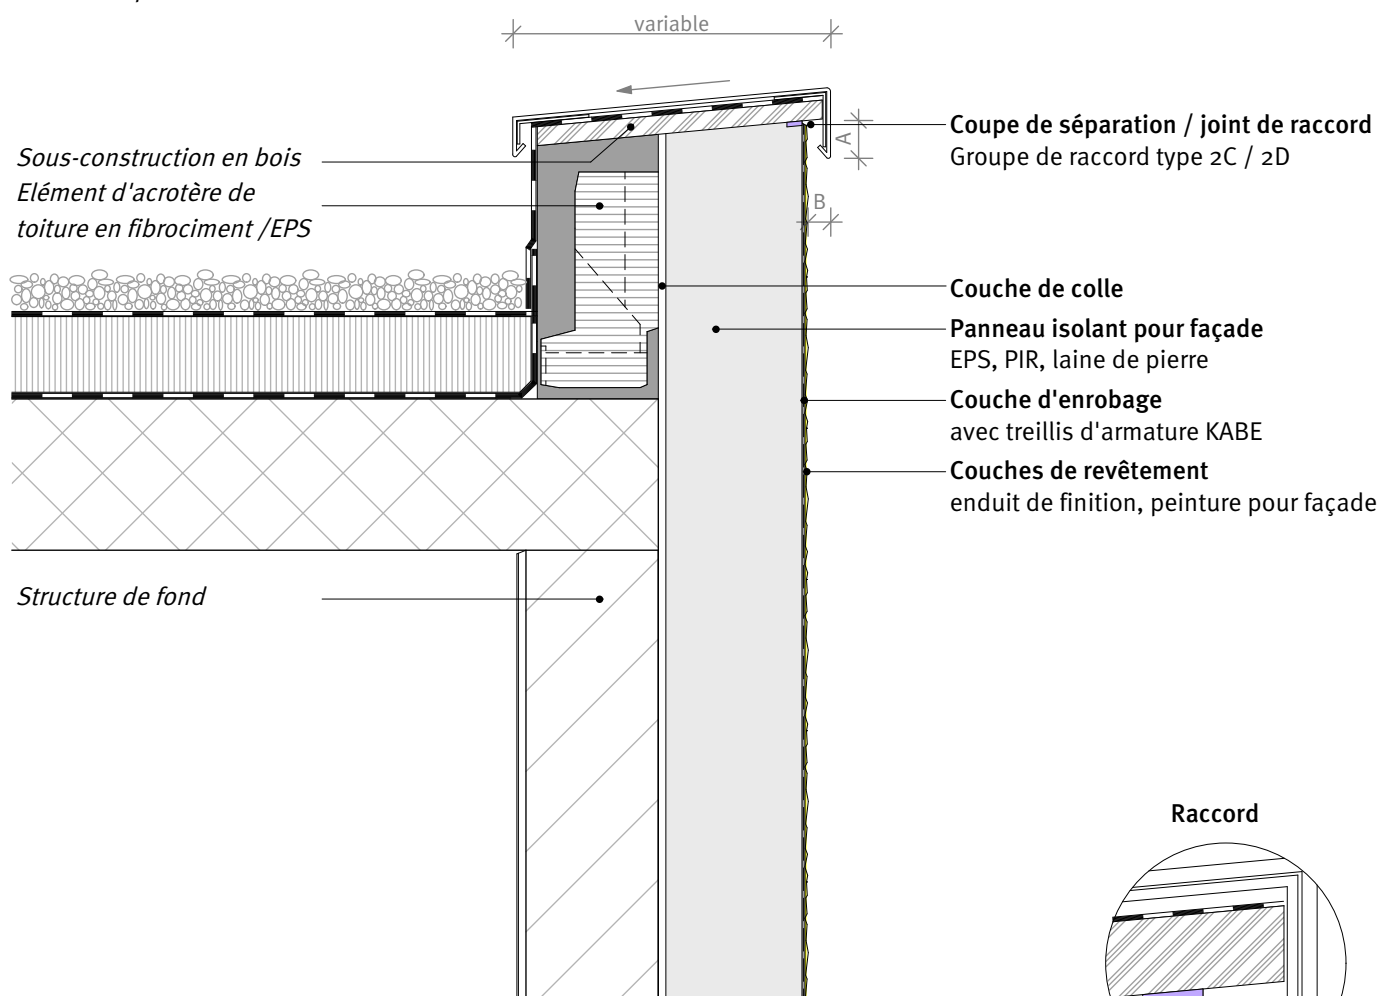 variable
Coupe de séparation / joint de raccord
Groupe de raccord type 2C / 2D
A
Sous-construction en bois
Elément d'acrotère de
toiture en fibrociment /EPS
B
Couche de colle
Panneau isolant pour façade
EPS, PIR, laine de pierre
Couche d'enrobage
avec treillis d'armature KABE
Couches de revêtement
enduit de finition, peinture pour façade
Structure de fond
Raccord